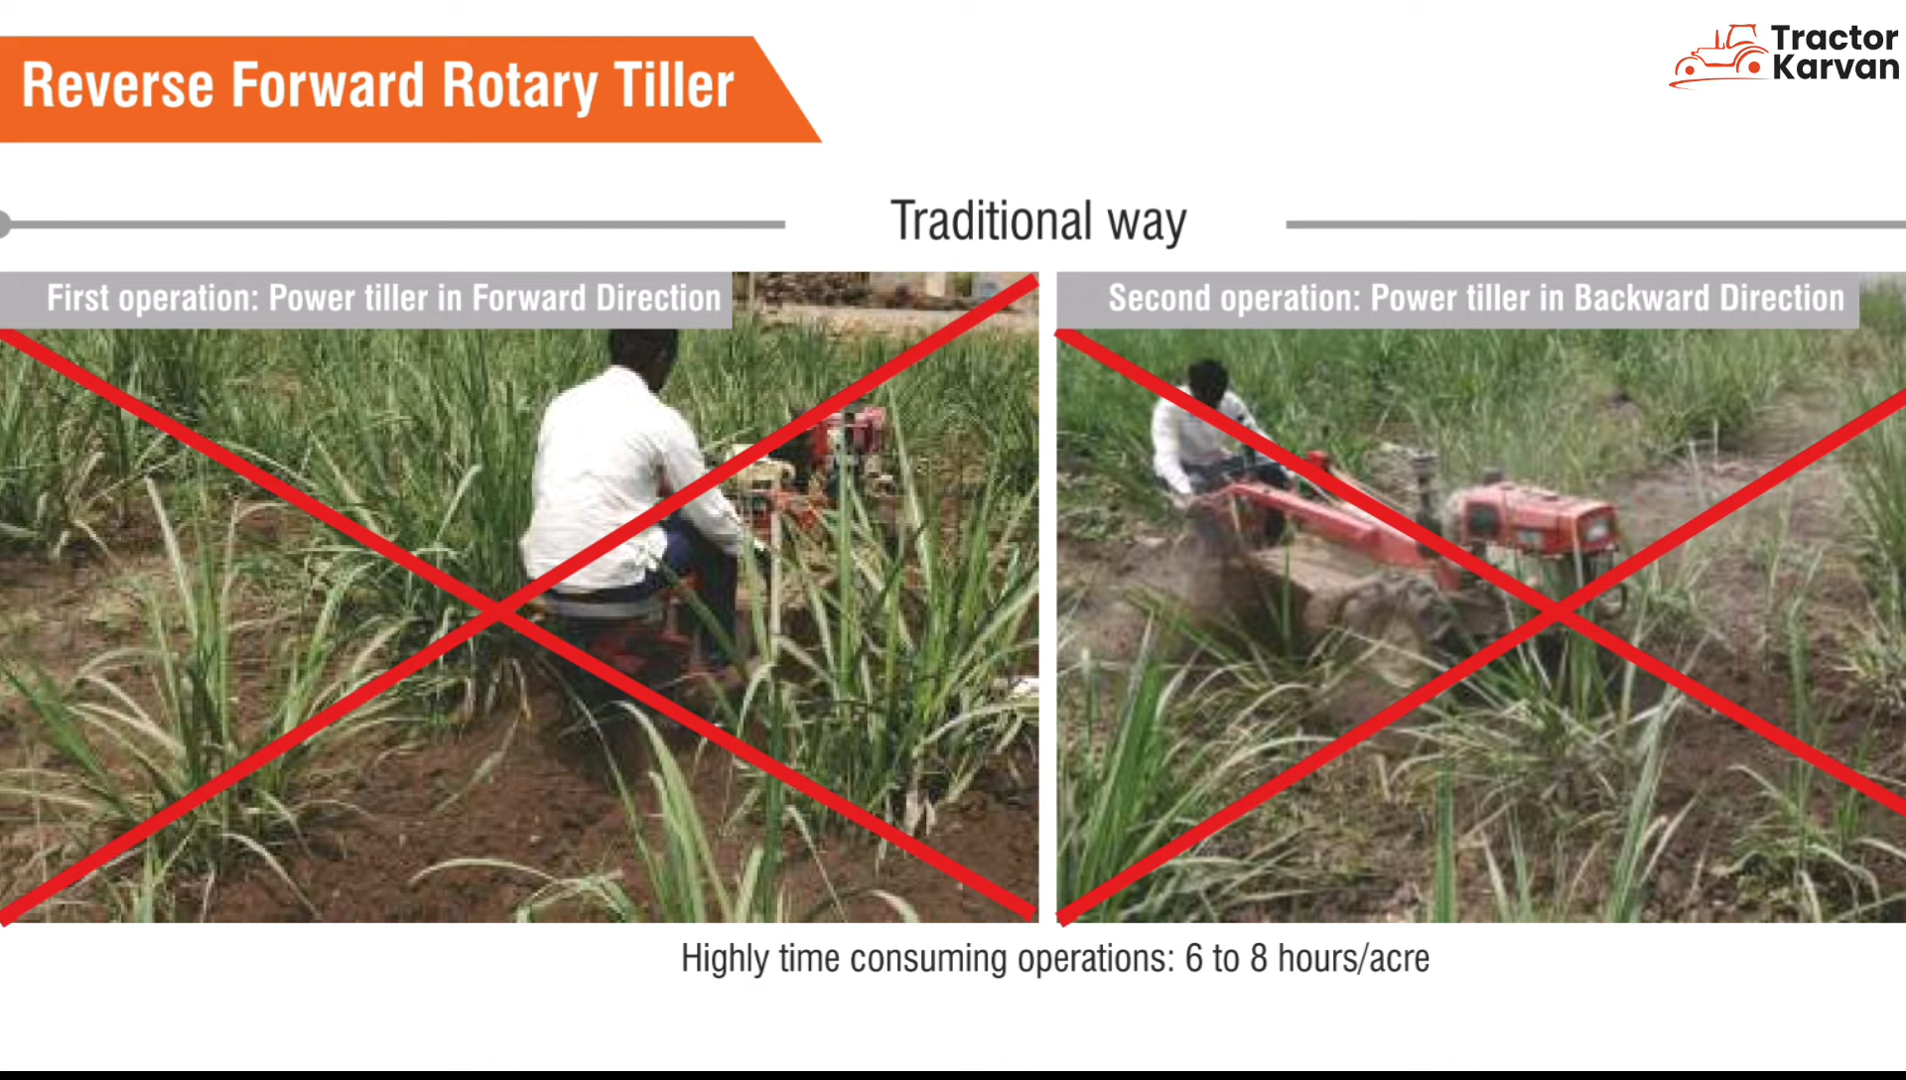 Reverse Forward Rotary Tiller
Tractor
Karvan
Traditional way
First operation: Power tiller in Forward Direction
Second operation: Power tiller in Backward Direction
Highly time consuming operations: 6 to 8 hours/acre